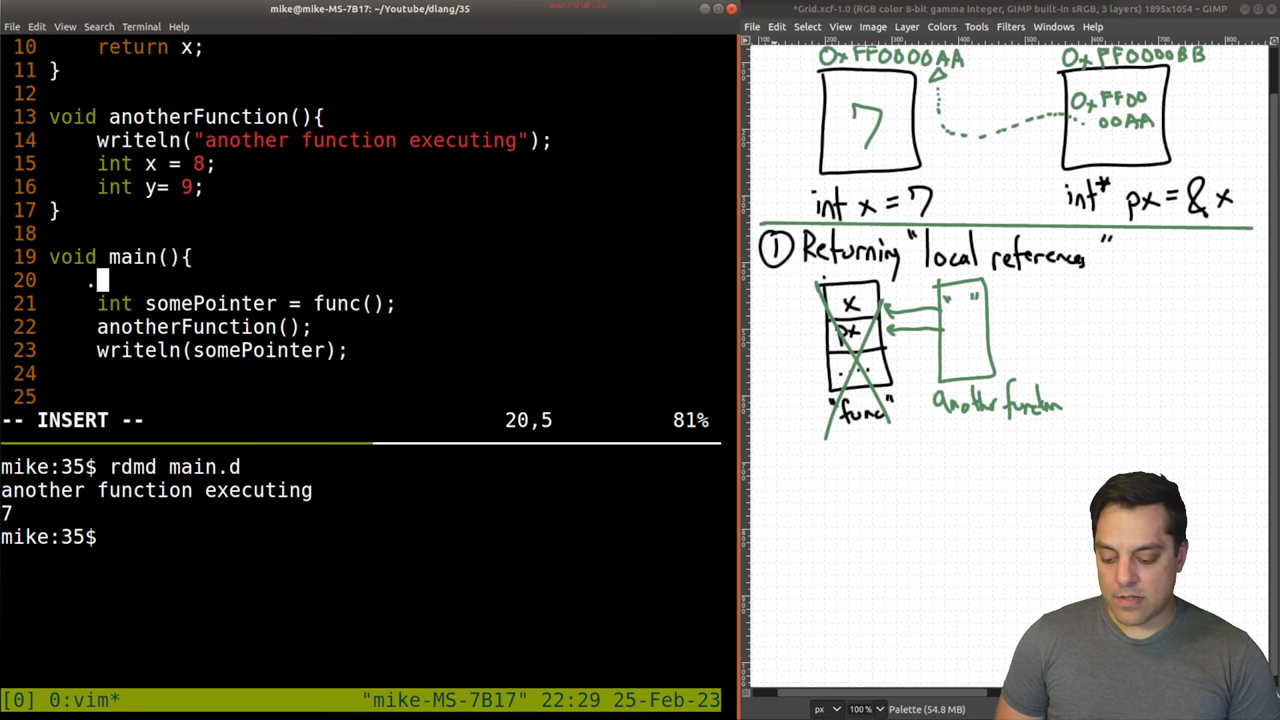 mike@mike-MS-7B17: ~/Youtube/dlang/35
File Edit View Search Terminal Help
10 return x;
11 }
12
13 void anotherFunction(){
14 writeln("another function executing");
15 int x = 8;
16 int y= 9;
17 }
18
19 void main(){
20 .
21 int somePointer = func();
22 anotherFunction();
23 writeln(somePointer);
24
25
-- INSERT -- 20,5 81%
mike:35$ rdmd main.d
another function executing
7
mike:35$
[0] 0:vim* "mike-MS-7B17" 22:29 25-Feb-23
*Grid.xcf-1.0 (RGB color 8-bit gamma integer, GIMP built-in sRGB, 3 layers) 1895x1054 – GIMP
File Edit Select View Image Layer Colors Tools Filters Windows Help
0xFF0000AA 0xFF0000BB
7 0xFF00
00AA
int x = 7 int* px = & x
① Returning "local references"
x " "
px
...
"func" another function
px 100% Palette (54.8 MB)